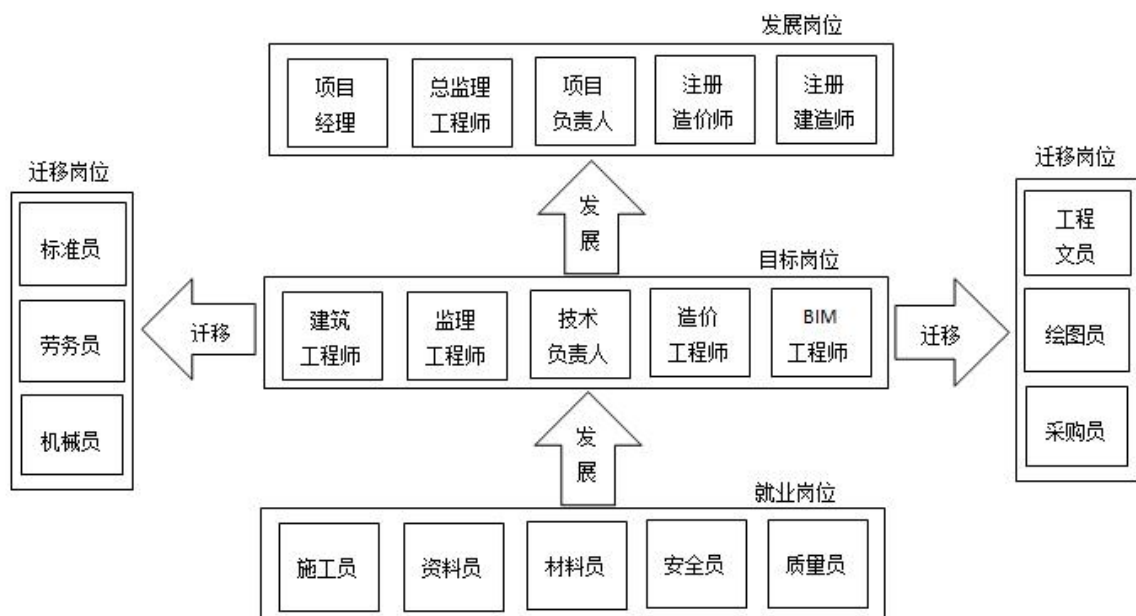 发展岗位
项目
经理
总监理
工程师
项目
负责人
注册
造价师
注册
建造师
发
展
迁移岗位
标准员
劳务员
机械员
迁移
目标岗位
建筑
工程师
监理
工程师
技术
负责人
造价
工程师
BIM
工程师
迁移
迁移岗位
工程
文员
绘图员
采购员
发
展
就业岗位
施工员
资料员
材料员
安全员
质量员